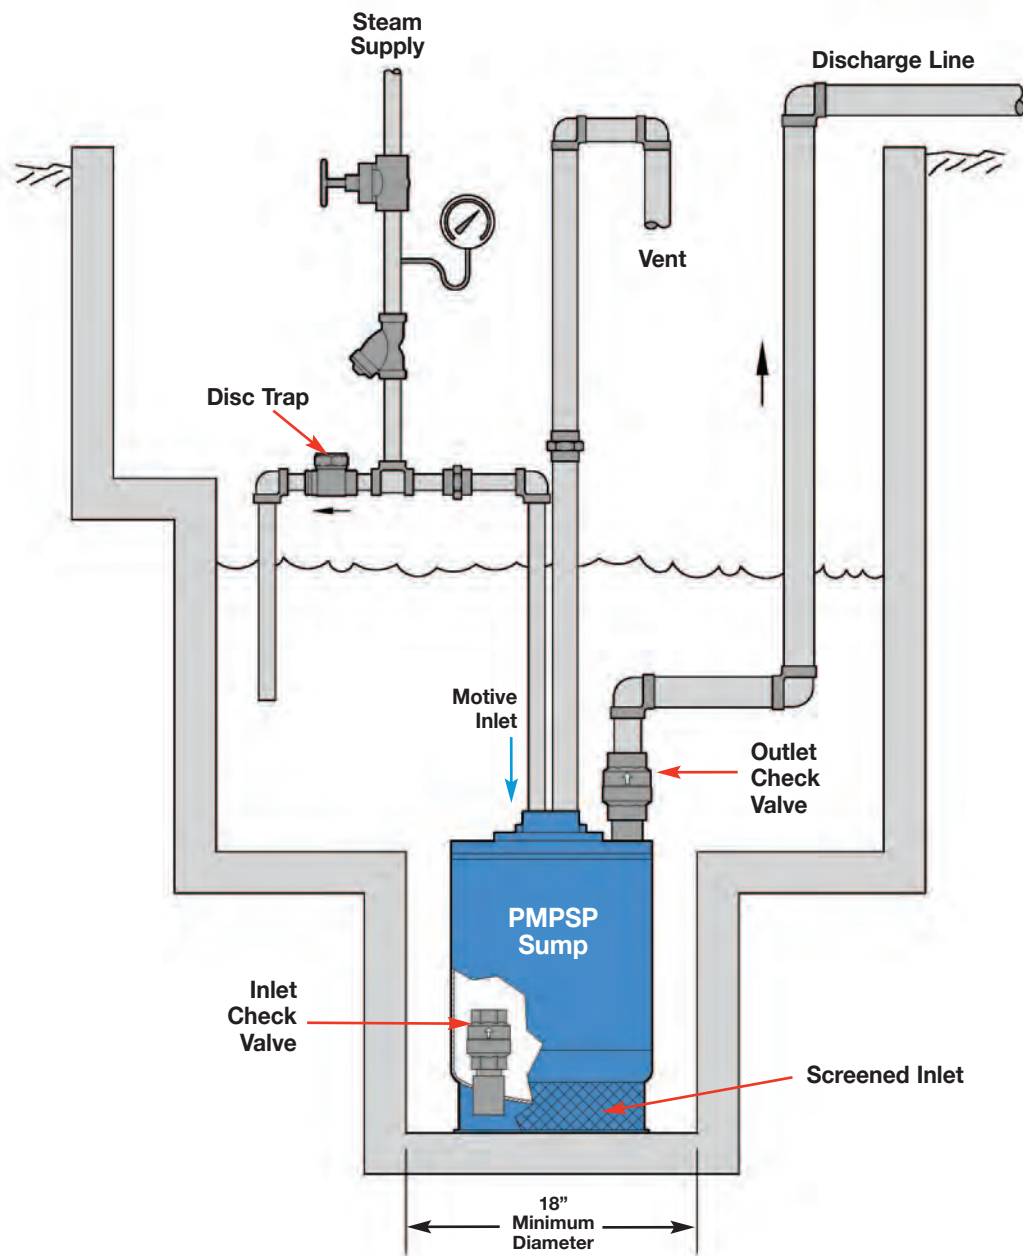 Steam
Supply
Discharge Line
Vent
Disc Trap
Motive
Inlet
Outlet
Check
Valve
PMPSP
Sump
Inlet
Check
Valve
Screened Inlet
18”
Minimum
Diameter